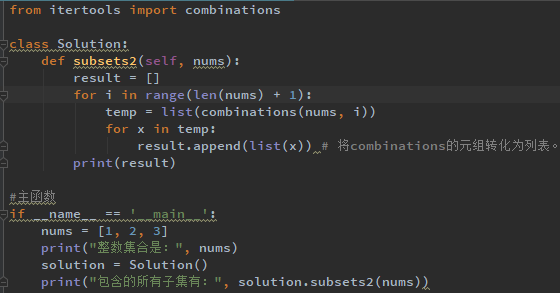 from itertools import combinations
class Solution:
def subsets2(self, nums):
result = []
for i in range(len(nums) + 1):
temp = list(combinations(nums, i))
for x in temp:
result.append(list(x)) # 将combinations的元组转化为列表。
print(result)
#主函数
if __name__ == '__main__':
nums = [1, 2, 3]
print("整数集合是: ", nums)
solution = Solution()
print("包含的所有子集有: ", solution.subsets2(nums))